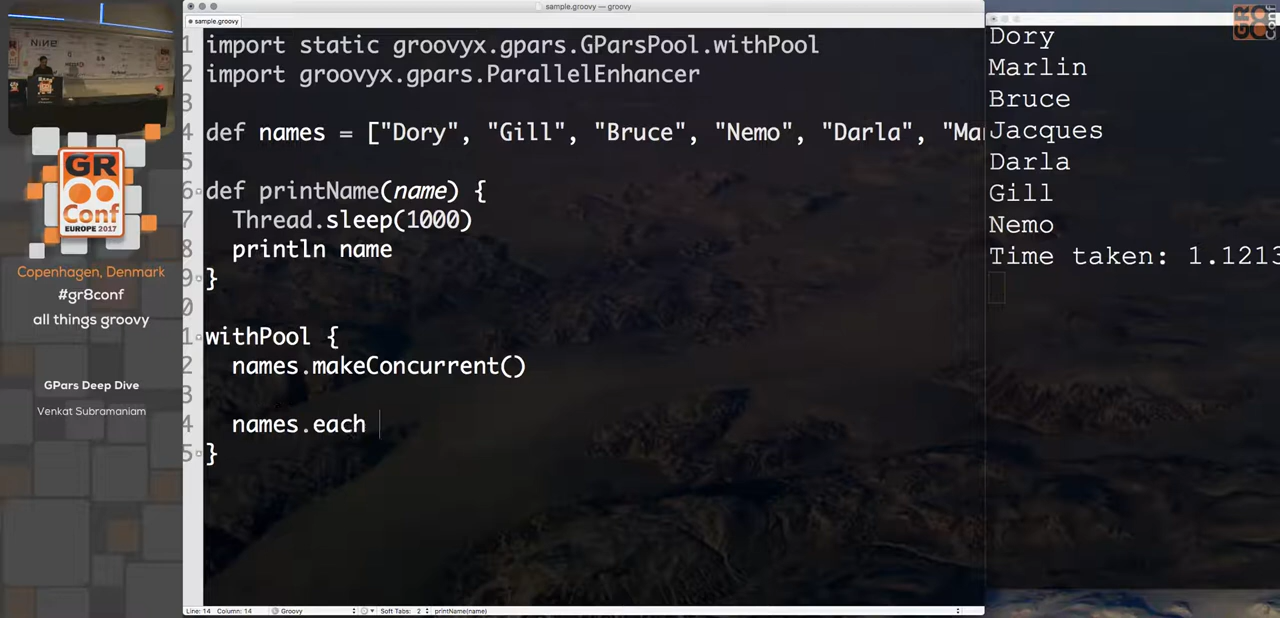 sample.groovy — groovy
sample.groovy
1 import static groovyx.gpars.GParsPool.withPool
2 import groovyx.gpars.ParallelEnhancer
3
4 def names = ["Dory", "Gill", "Bruce", "Nemo", "Darla", "Ma
5
6 def printName(name) {
7 Thread.sleep(1000)
8 println name
9 }
0
1 withPool {
2 names.makeConcurrent()
3
4 names.each
5 }
Line: 14 Column: 14 Groovy Soft Tabs: 2 printName(name)
Dory
Marlin
Bruce
Jacques
Darla
Gill
Nemo
Time taken: 1.1213
GR
Conf
GR
Conf
EUROPE 2017
Copenhagen, Denmark
#gr8conf
all things groovy
GPars Deep Dive
Venkat Subramaniam